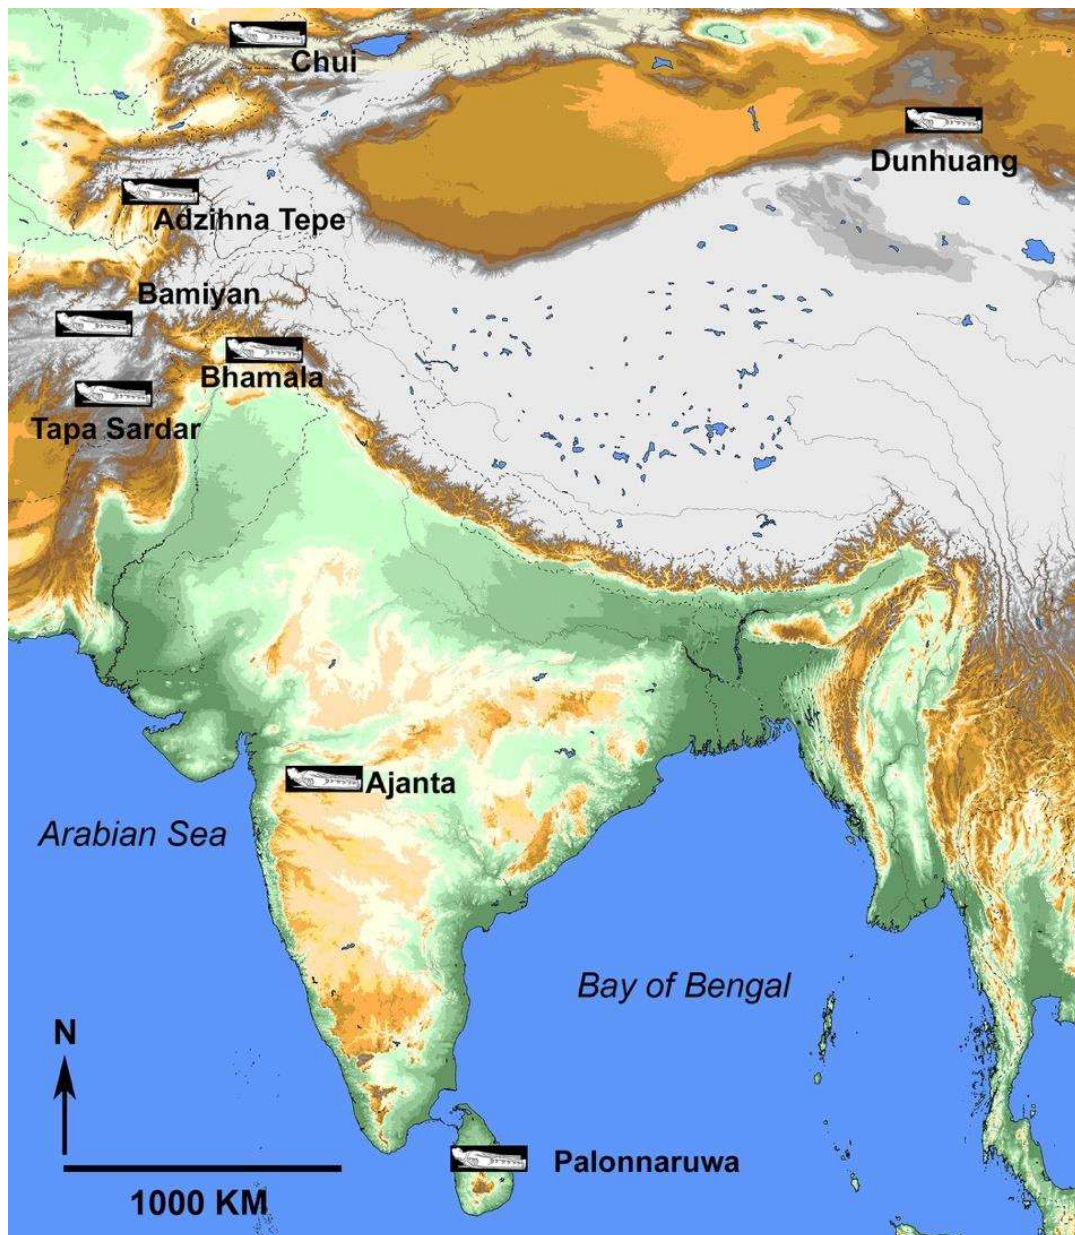 Chui
Dunhuang
Adzihna Tepe
Bamiyan
Bhamala
Tapa Sardar
Ajanta
Arabian Sea
Bay of Bengal
N
Palonnaruwa
1000 KM